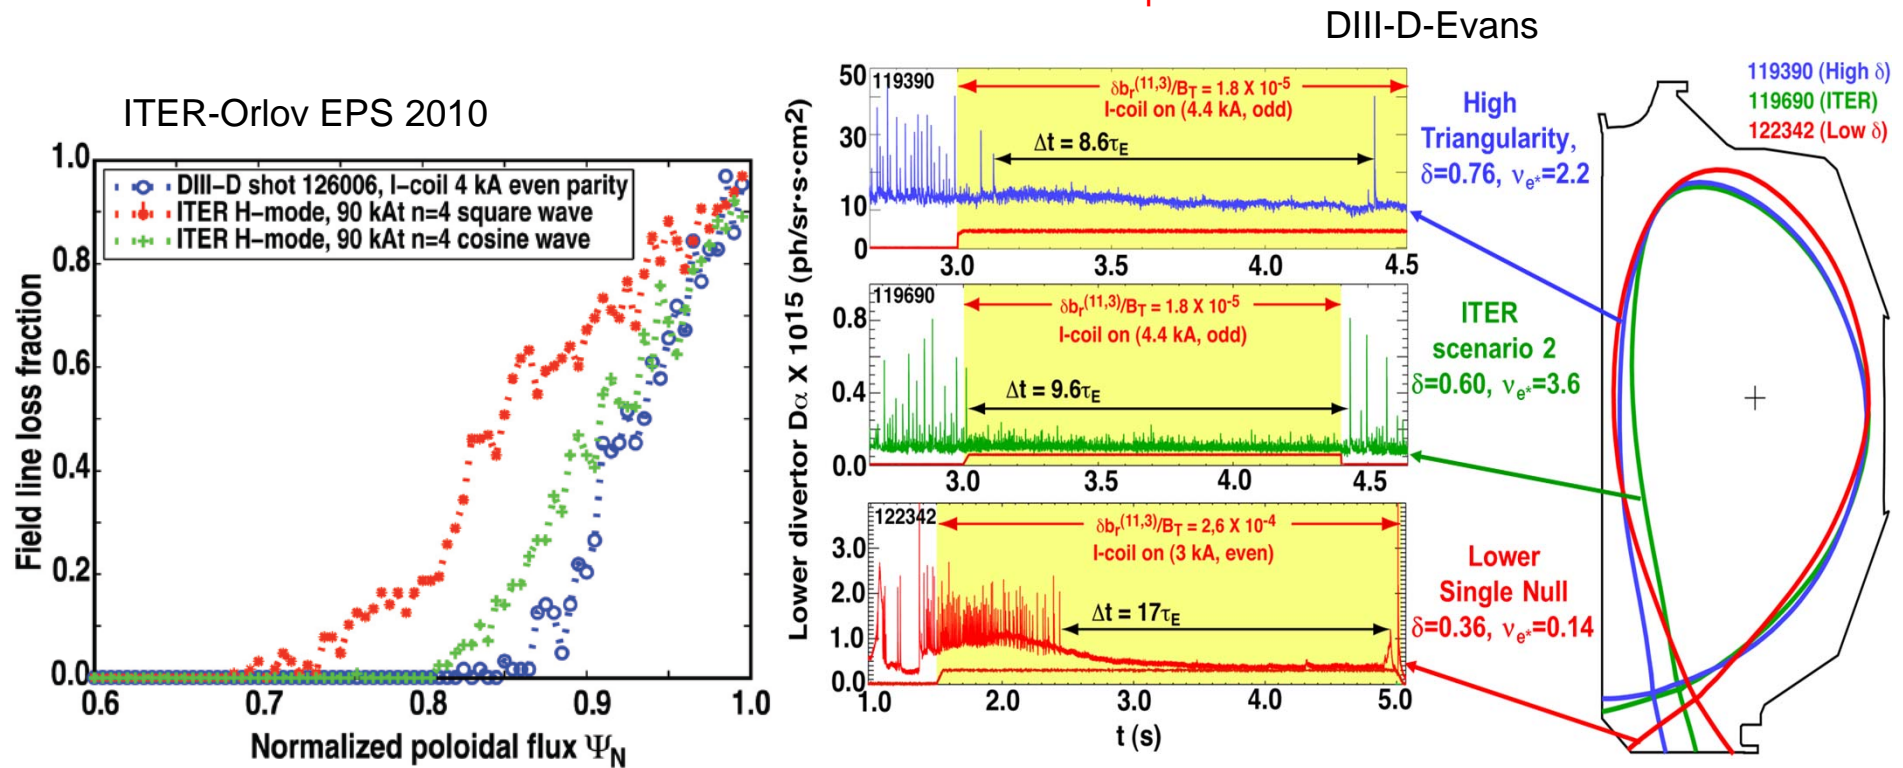 DIII-D-Evans
ITER-Orlov EPS 2010
1.0
0.8
0.6
0.4
0.2
0.0
0.6
0.7
0.8
0.9
1.0
Field line loss fraction
Normalized poloidal flux Ψ_N
DIII–D shot 126006, I–coil 4 kA even parity
ITER H–mode, 90 kAt n=4 square wave
ITER H–mode, 90 kAt n=4 cosine wave
Lower divertor Dα X 10^15 (ph/sr•s•cm2)
50
30
10
0
119390
δb_r^(11,3)/B_T = 1.8 X 10^-5
I-coil on (4.4 kA, odd)
Δt = 8.6τ_E
3.0
3.5
4.0
4.5
0.8
0.4
0.0
119690
δb_r^(11,3)/B_T = 1.8 X 10^-5
I-coil on (4.4 kA, odd)
Δt = 9.6τ_E
3.0
3.5
4.0
4.5
3.0
2.0
1.0
0.0
122342
δb_r^(11,3)/B_T = 2,6 X 10^-4
I-coil on (3 kA, even)
Δt = 17τ_E
1.0
2.0
3.0
4.0
5.0
t (s)
High
Triangularity,
δ=0.76, ν_e*=2.2
ITER
scenario 2
δ=0.60, ν_e*=3.6
Lower
Single Null
δ=0.36, ν_e*=0.14
119390 (High δ)
119690 (ITER)
122342 (Low δ)